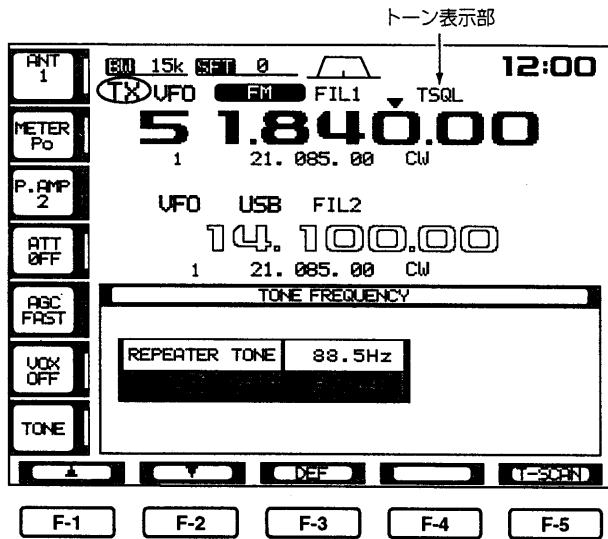 トーン表示部
ANT 1
BW 15k SFT 0
12:00
TX VFO FM FIL1 TSQL
METER Po
51.840.00
1 21.085.00 CW
P.AMP 2
VFO USB FIL2
ATT OFF
14.100.00
1 21.085.00 CW
AGC FAST
TONE FREQUENCY
VOX OFF
REPEATER TONE 88.5Hz
TONE
▲ ▼ DEF T-SCAN
F-1 F-2 F-3 F-4 F-5